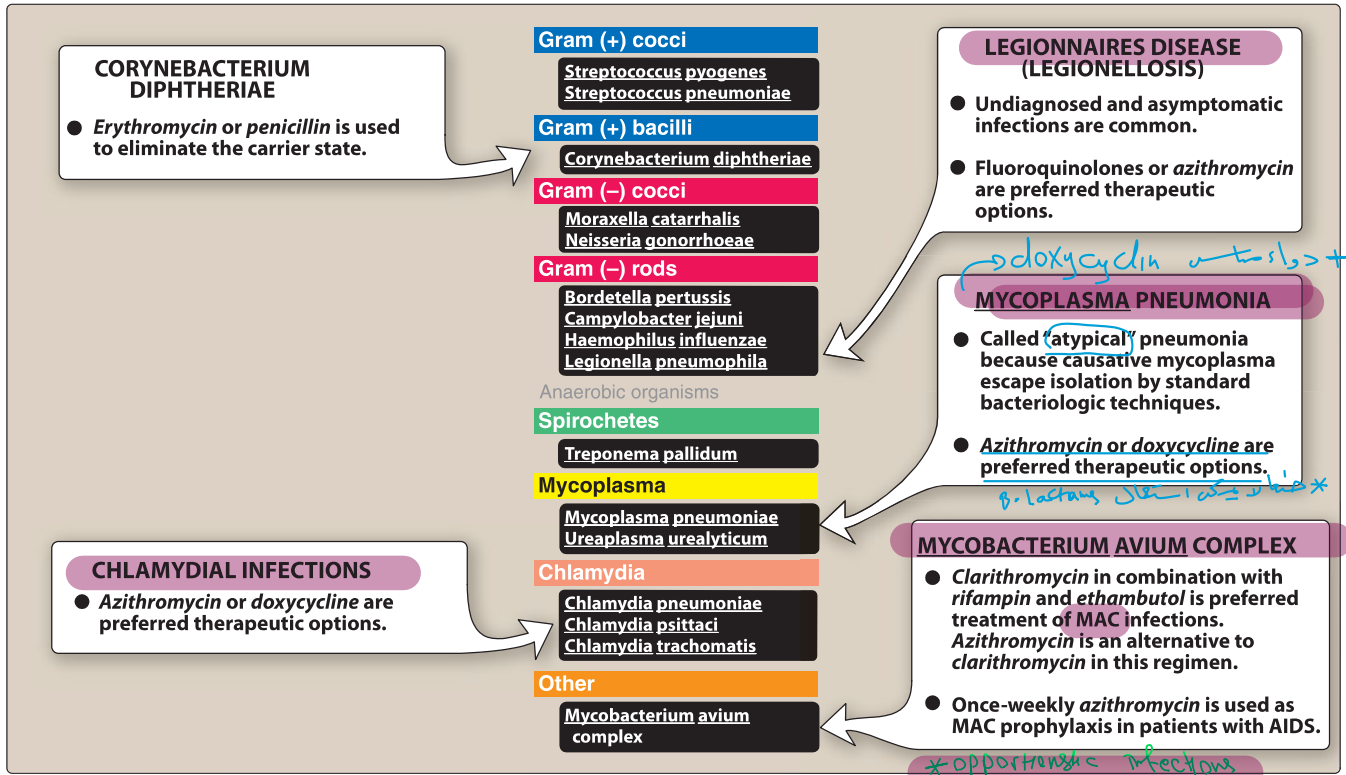 CORYNEBACTERIUM
DIPHTHERIAE
● Erythromycin or penicillin is used
to eliminate the carrier state.
Gram (+) cocci
Streptococcus pyogenes
Streptococcus pneumoniae
Gram (+) bacilli
Corynebacterium diphtheriae
Gram (–) cocci
Moraxella catarrhalis
Neisseria gonorrhoeae
Gram (–) rods
Bordetella pertussis
Campylobacter jejuni
Haemophilus influenzae
Legionella pneumophila
Anaerobic organisms
Spirochetes
Treponema pallidum
Mycoplasma
Mycoplasma pneumoniae
Ureaplasma urealyticum
Chlamydia
Chlamydia pneumoniae
Chlamydia psittaci
Chlamydia trachomatis
Other
Mycobacterium avium
complex
LEGIONNAIRES DISEASE
(LEGIONELLOSIS)
● Undiagnosed and asymptomatic
infections are common.
● Fluoroquinolones or azithromycin
are preferred therapeutic
options.
doxycyclin
MYCOPLASMA PNEUMONIA
● Called “atypical” pneumonia
because causative mycoplasma
escape isolation by standard
bacteriologic techniques.
● Azithromycin or doxycycline are
preferred therapeutic options.
B-lactams
MYCOBACTERIUM AVIUM COMPLEX
● Clarithromycin in combination with
rifampin and ethambutol is preferred
treatment of MAC infections.
Azithromycin is an alternative to
clarithromycin in this regimen.
● Once-weekly azithromycin is used as
MAC prophylaxis in patients with AIDS.
* infections
CHLAMYDIAL INFECTIONS
● Azithromycin or doxycycline are
preferred therapeutic options.